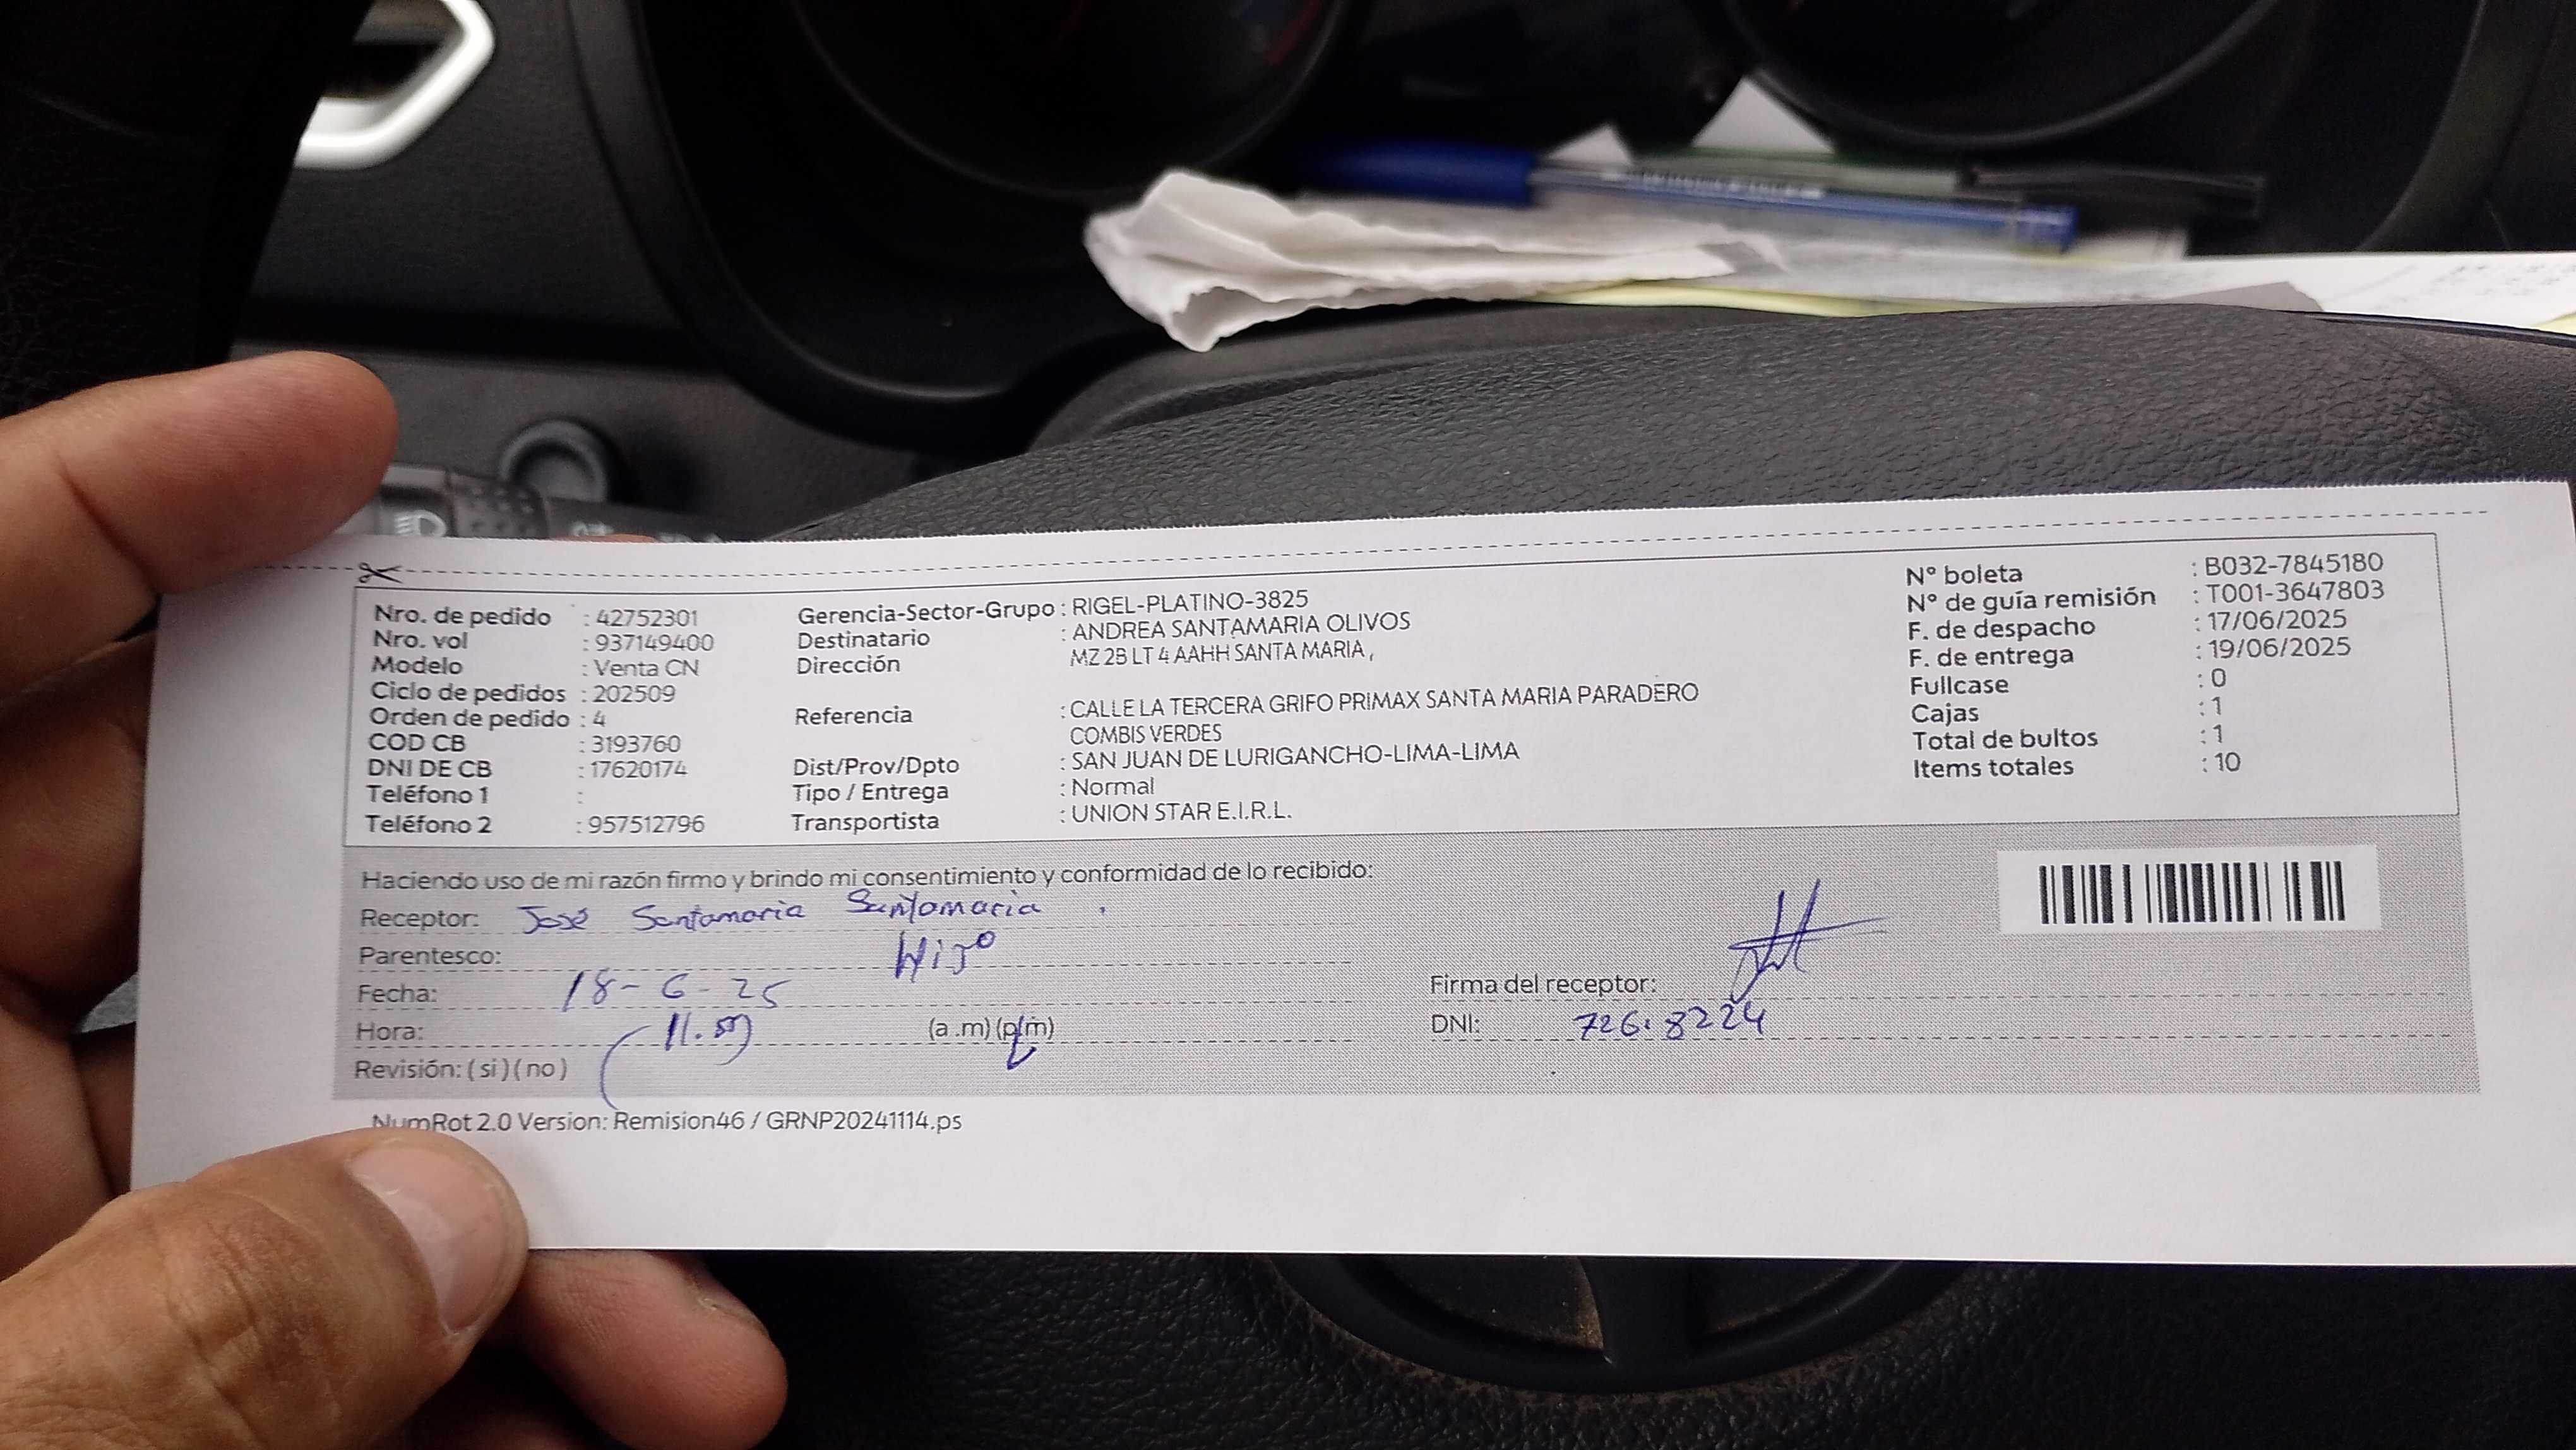 Nro. de pedido : 42752301
Nro. vol : 937149400
Modelo : Venta CN
Ciclo de pedidos : 202509
Orden de pedido : 4
COD CB : 3193760
DNI DE CB : 17620174
Teléfono 1 :
Teléfono 2 : 957512796
Gerencia-Sector-Grupo : RIGEL-PLATINO-3825
Destinatario : ANDREA SANTAMARIA OLIVOS
Dirección MZ 2B LT 4 AAHH SANTA MARIA ,
Referencia : CALLE LA TERCERA GRIFO PRIMAX SANTA MARIA PARADERO
COMBIS VERDES
Dist/Prov/Dpto : SAN JUAN DE LURIGANCHO-LIMA-LIMA
Tipo / Entrega : Normal
Transportista : UNION STAR E.I.R.L.
N° boleta : B032-7845180
N° de guía remisión : T001-3647803
F. de despacho : 17/06/2025
F. de entrega : 19/06/2025
Fullcase : 0
Cajas : 1
Total de bultos : 1
Items totales : 10
Haciendo uso de mi razón firmo y brindo mi consentimiento y conformidad de lo recibido:
Receptor: José Santamaria Santamaria
Parentesco: Hijo
Fecha: 18-6-25
Hora: (a .m) (p.m)
Revisión: ( si ) ( no )
Firma del receptor:
DNI:
NumRot 2.0 Version: Remision46 / GRNP20241114.ps